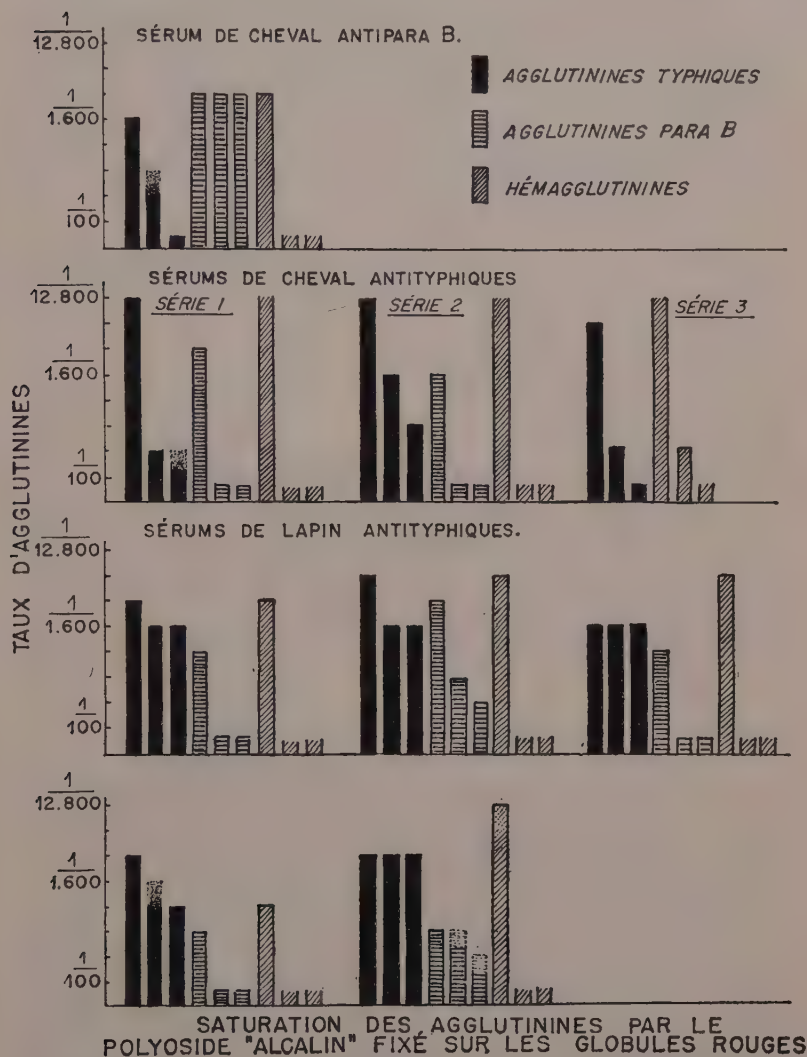 1
12.800
1
1.600
1
100
SÉRUM DE CHEVAL ANTIPARA B.
AGGLUTININES TYPHIQUES
AGGLUTININES PARA B
HÉMAGGLUTININES
SÉRUMS DE CHEVAL ANTITYPHIQUES
1
12.800
1
1.600
1
100
SÉRIE 1
SÉRIE 2
SÉRIE 3
TAUX D'AGGLUTININES
SÉRUMS DE LAPIN ANTITYPHIQUES.
1
12.800
1
1.600
1
100
1
12.800
1
1.600
1
100
SATURATION DES AGGLUTININES PAR LE
POLYOSIDE "ALCALIN" FIXÉ SUR LES GLOBULES ROUGES